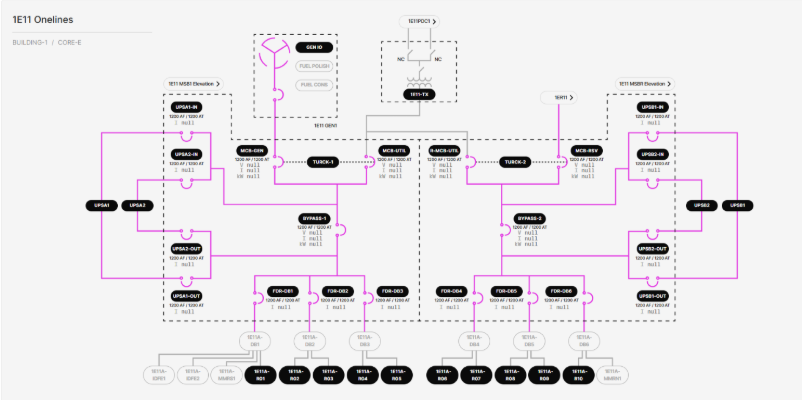 1E11 Onelines
BUILDING-1 / CORE-E
1E11PDC1 >
GEN IO
FUEL POLISH
FUEL CONS
NC
NC
1E11-TX
1E11 GEN1
1E11 MSB1 Elevation >
1E11 MSB1 Elevation >
1ER11 >
UPSA1-IN
1200 AF / 1200 AT
I null
UPSA2-IN
1200 AF / 1200 AT
I null
UPSA1
UPSA2
UPSA2-OUT
1200 AF / 1200 AT
I null
UPSA1-OUT
1200 AF / 1200 AT
I null
MCB-GEN
1200 AF / 1200 AT
V null
I null
kW null
TURCK-1
MCB-UTIL
1200 AF / 1200 AT
V null
I null
kW null
R-MCB-UTIL
1200 AF / 1200 AT
V null
I null
kW null
TURCK-2
MCB-RSV
1200 AF / 1200 AT
V null
I null
kW null
BYPASS-1
1200 AF / 1200 AT
V null
I null
kW null
BYPASS-2
1200 AF / 1200 AT
V null
I null
kW null
UPSB1-IN
1200 AF / 1200 AT
I null
UPSB2-IN
1200 AF / 1200 AT
I null
UPSB2
UPSB1
UPSB2-OUT
1200 AF / 1200 AT
I null
UPSB1-OUT
1200 AF / 1200 AT
I null
FDR-DB1
1200 AF / 1200 AT
I null
FDR-DB2
1200 AF / 1200 AT
I null
FDR-DB3
1200 AF / 1200 AT
I null
FDR-DB4
1200 AF / 1200 AT
I null
FDR-DB5
1200 AF / 1200 AT
I null
FDR-DB6
1200 AF / 1200 AT
I null
1E11A-
DB1
1E11A-
DB2
1E11A-
DB3
1E11A-
DB4
1E11A-
DB5
1E11A-
DB6
1E11A-
1E11A-
1E11A-
MMR61
1E11A-
R01
1E11A-
R02
1E11A-
R03
1E11A-
R04
1E11A-
R05
1E11A-
R06
1E11A-
R07
1E11A-
R08
1E11A-
R09
1E11A-
R10
1E11A-
MMR61